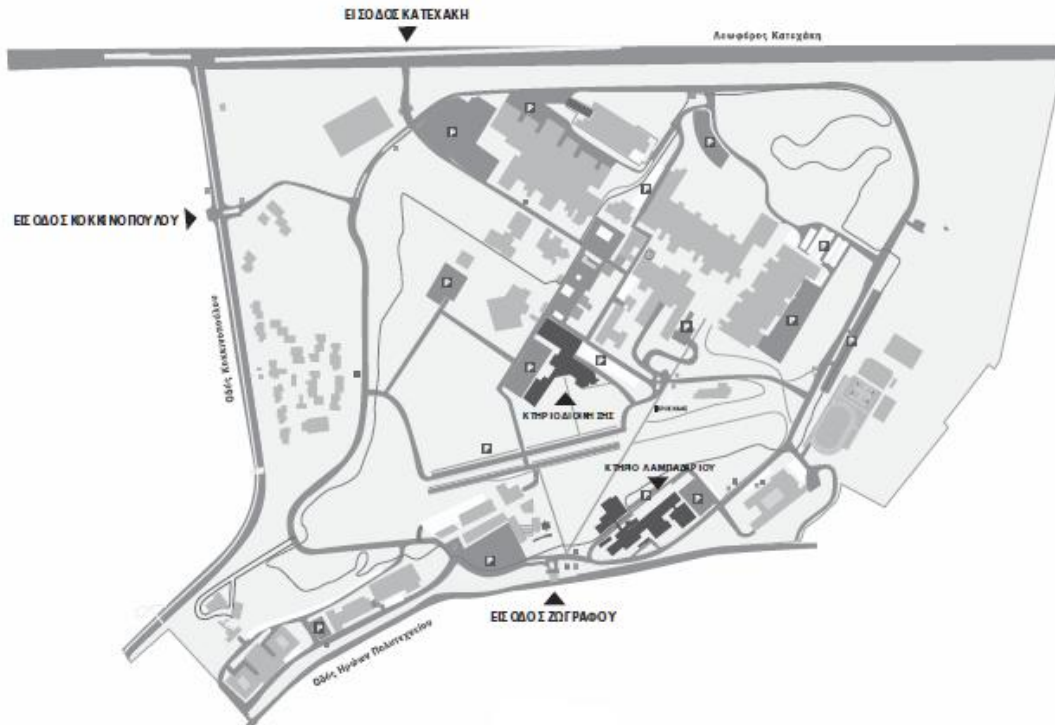 ΕΙΣΟΔΟΣ ΚΑΤΕΧΑΚΗ
Λεωφόρος Κατεχάκη
P
P
P
P
ΕΙΣΟΔΟΣ ΚΟΚΚΙΝΟΠΟΥΛΟΥ
P
P
P
P
Οδός Κοκκινοπούλου
P
P
P
ΚΤΗΡΙΟ ΔΙΟΙΚΗΣΗΣ
P
ΚΤΗΡΙΟ ΛΑΜΠΑΔΑΡΙΟΥ
P
P
P
ΕΙΣΟΔΟΣ ΖΩΓΡΑΦΟΥ
P
Οδός Ηρώων Πολυτεχνείου